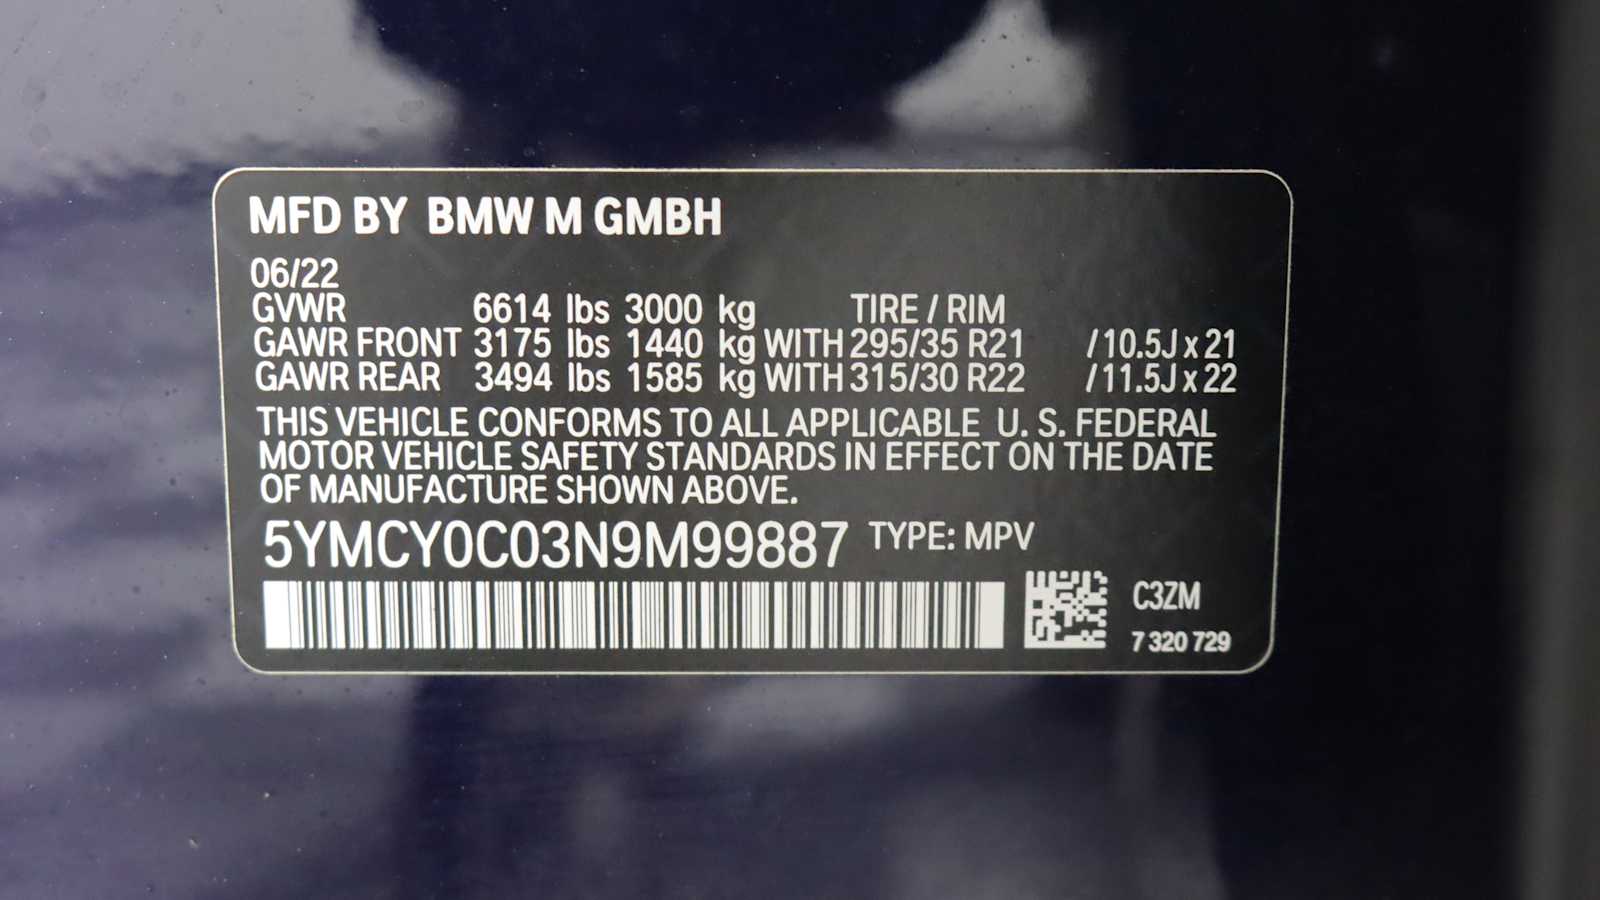 MFD BY BMW M GMBH
06/22
GVWR 6614 lbs 3000 kg TIRE / RIM
GAWR FRONT 3175 lbs 1440 kg WITH 295/35 R21 / 10.5J x 21
GAWR REAR 3494 lbs 1585 kg WITH 315/30 R22 / 11.5J x 22
THIS VEHICLE CONFORMS TO ALL APPLICABLE U. S. FEDERAL
MOTOR VEHICLE SAFETY STANDARDS IN EFFECT ON THE DATE
OF MANUFACTURE SHOWN ABOVE.
5YMCY0C03N9M99887 TYPE: MPV
C3ZM
7 320 729